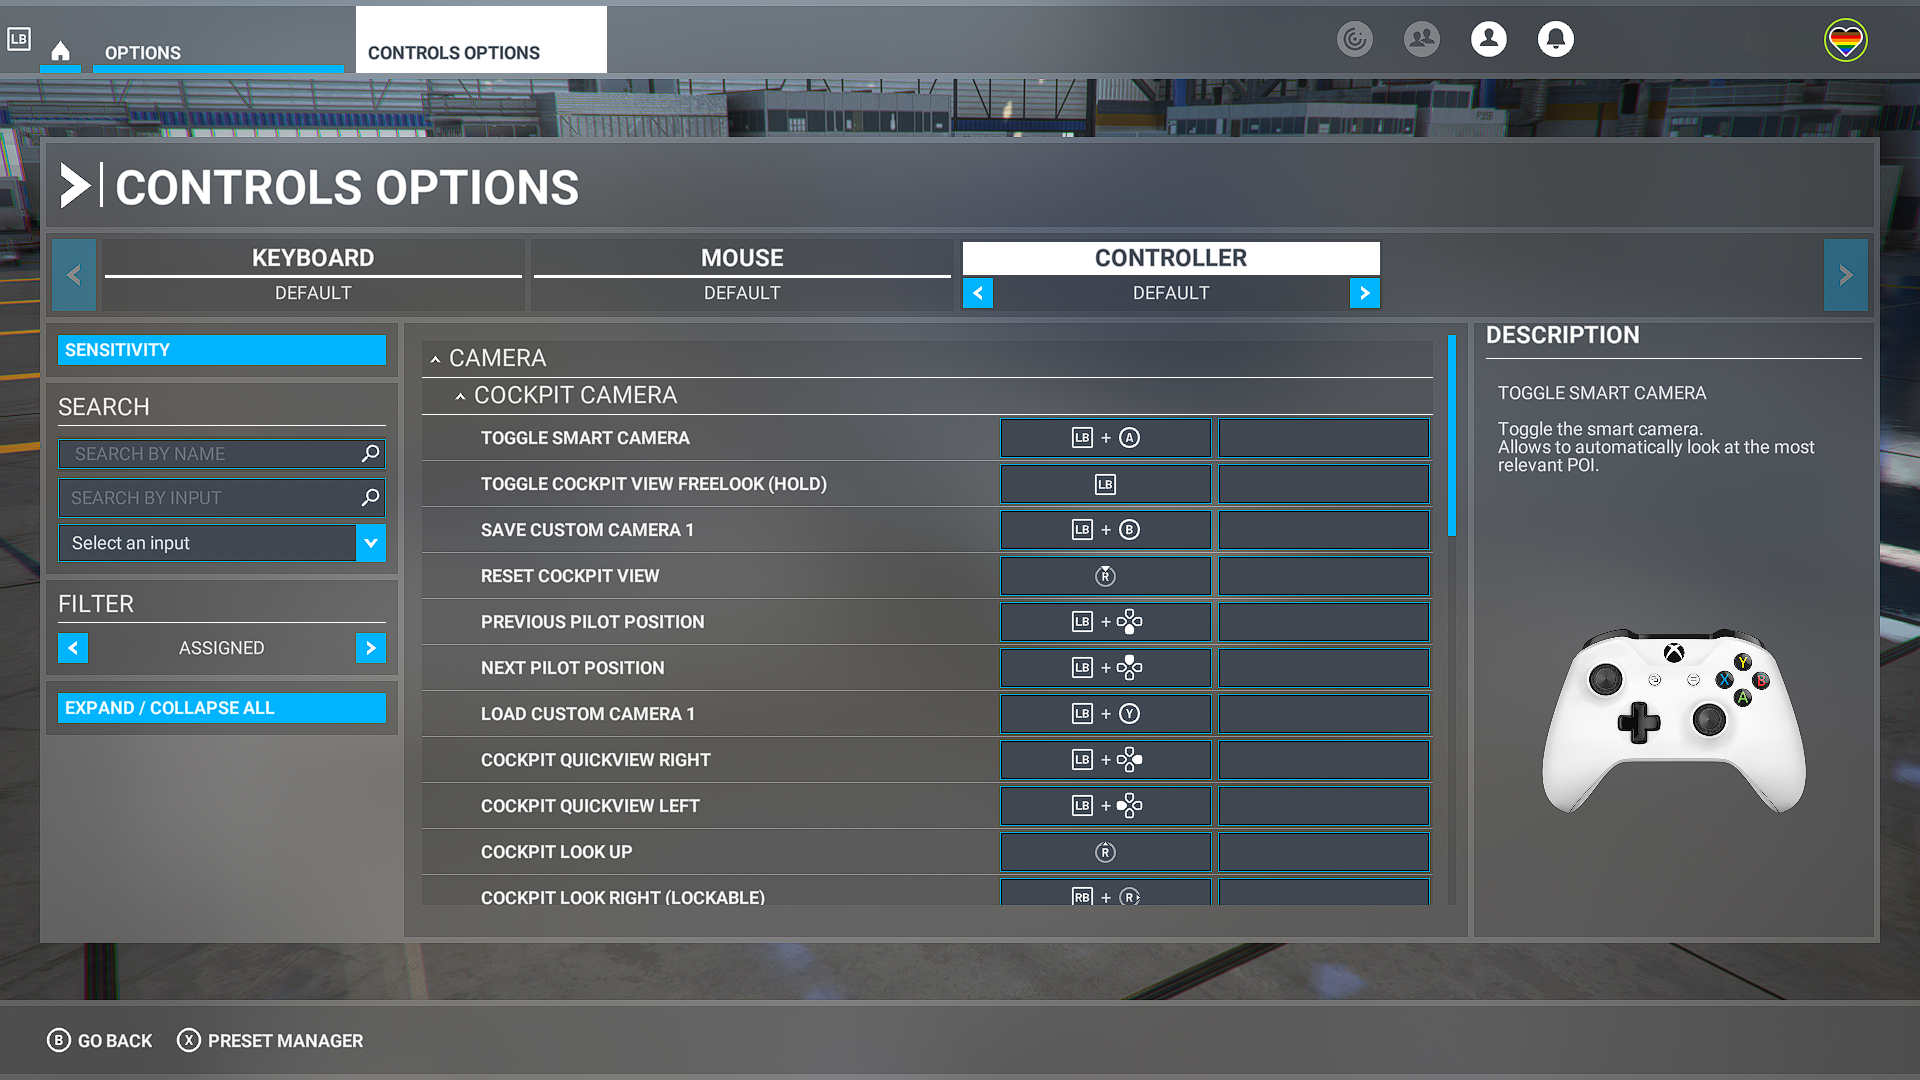 LB
OPTIONS
CONTROLS OPTIONS
CONTROLS OPTIONS
KEYBOARD
DEFAULT
MOUSE
DEFAULT
CONTROLLER
DEFAULT
SENSITIVITY
SEARCH
SEARCH BY NAME
SEARCH BY INPUT
Select an input
FILTER
ASSIGNED
EXPAND / COLLAPSE ALL
CAMERA
COCKPIT CAMERA
TOGGLE SMART CAMERA LB + A
TOGGLE COCKPIT VIEW FREELOOK (HOLD) LB
SAVE CUSTOM CAMERA 1 LB + B
RESET COCKPIT VIEW R
PREVIOUS PILOT POSITION LB +
NEXT PILOT POSITION LB +
LOAD CUSTOM CAMERA 1 LB + Y
COCKPIT QUICKVIEW RIGHT LB +
COCKPIT QUICKVIEW LEFT LB +
COCKPIT LOOK UP R
COCKPIT LOOK RIGHT (LOCKABLE) RB + R
DESCRIPTION
TOGGLE SMART CAMERA
Toggle the smart camera.
Allows to automatically look at the most
relevant POI.
Y
X B
A
B GO BACK X PRESET MANAGER